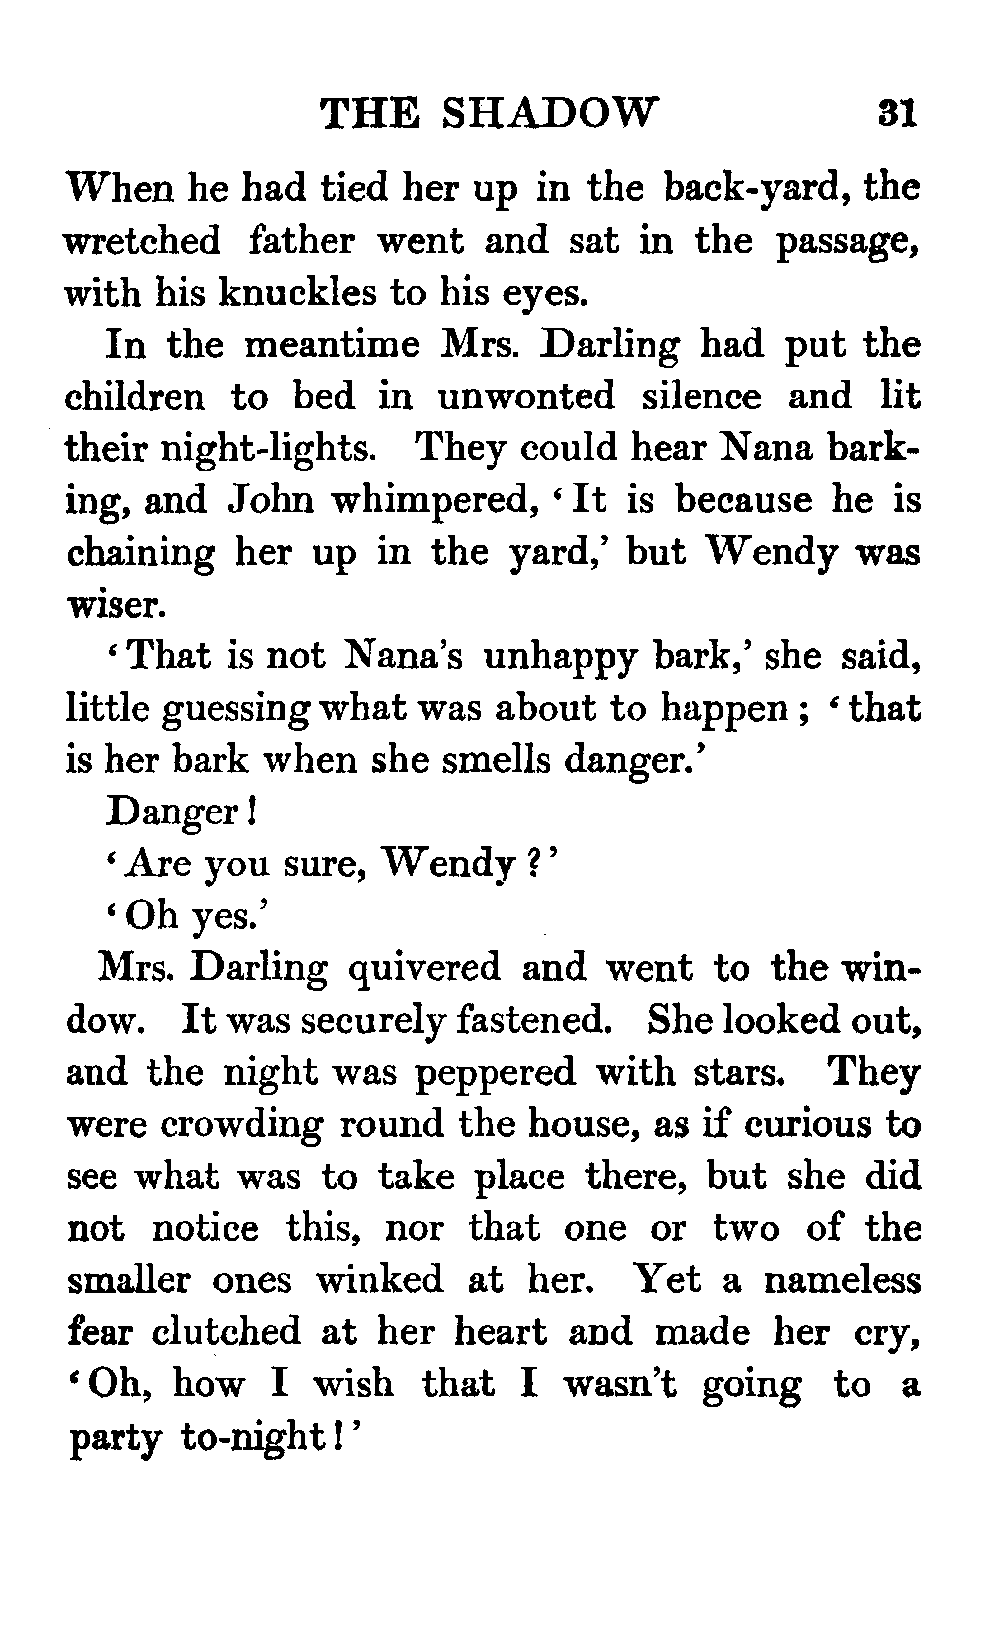 THE SHADOW 31
When he had tied her up in the back-yard, the
wretched father went and sat in the passage,
with his knuckles to his eyes.
In the meantime Mrs. Darling had put the
children to bed in unwonted silence and lit
their night-lights. They could hear Nana bark-
ing, and John whimpered, ‘ It is because he is
chaining her up in the yard,’ but Wendy was
wiser.
‘ That is not Nana’s unhappy bark,’ she said,
little guessing what was about to happen ; ‘ that
is her bark when she smells danger.’
Danger !
‘ Are you sure, Wendy ? ’
‘ Oh yes.’
Mrs. Darling quivered and went to the win-
dow. It was securely fastened. She looked out,
and the night was peppered with stars. They
were crowding round the house, as if curious to
see what was to take place there, but she did
not notice this, nor that one or two of the
smaller ones winked at her. Yet a nameless
fear clutched at her heart and made her cry,
‘ Oh, how I wish that I wasn’t going to a
party to-night ! ’